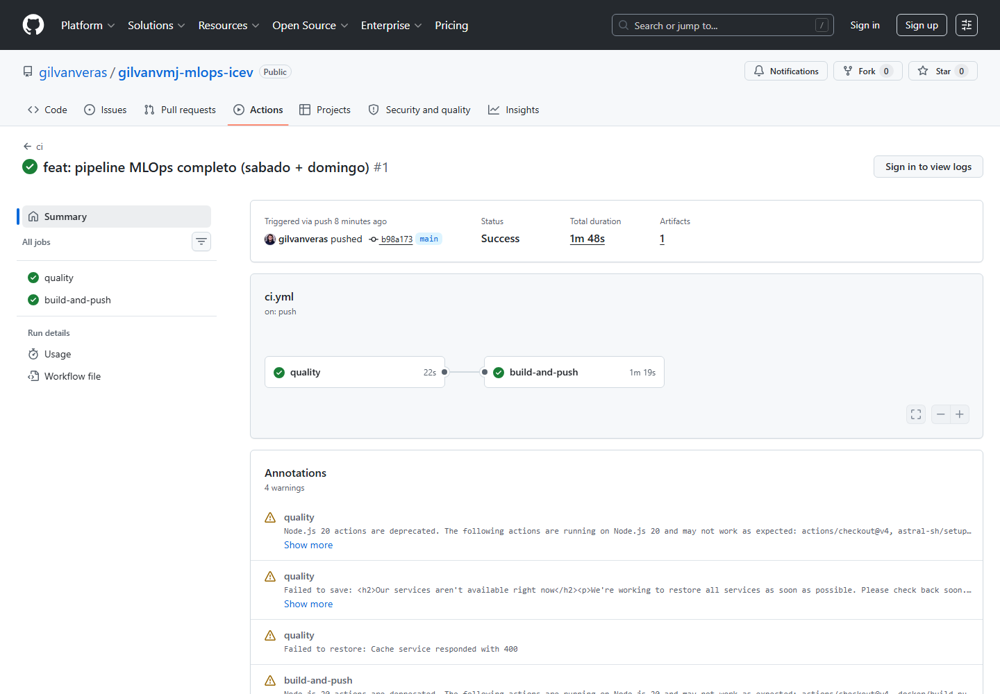 Platform Solutions Resources Open Source Enterprise Pricing Search or jump to... / Sign in Sign up
gilvanveras / gilvanvmj-mlops-icev Public Notifications Fork 0 Star 0
Code Issues Pull requests Actions Projects Security and quality Insights
ci
feat: pipeline MLOps completo (sabado + domingo) #1 Sign in to view logs
Summary
All jobs
quality
build-and-push
Run details
Usage
Workflow file
Triggered via push 8 minutes ago Status Total duration Artifacts
gilvanveras pushed b98a173 main Success 1m 48s 1
ci.yml
on: push
quality 22s build-and-push 1m 19s
Annotations
4 warnings
quality
Node.js 20 actions are deprecated. The following actions are running on Node.js 20 and may not work as expected: actions/checkout@v4, astral-sh/setup…
Show more
quality
Failed to save: <h2>Our services aren't available right now</h2><p>We're working to restore all services as soon as possible. Please check back soon.…
Show more
quality
Failed to restore: Cache service responded with 400
build-and-push
Node.js 20 actions are deprecated. The following actions are running on Node.js 20 and may not work as expected: actions/checkout@v4, docker/build-pu…